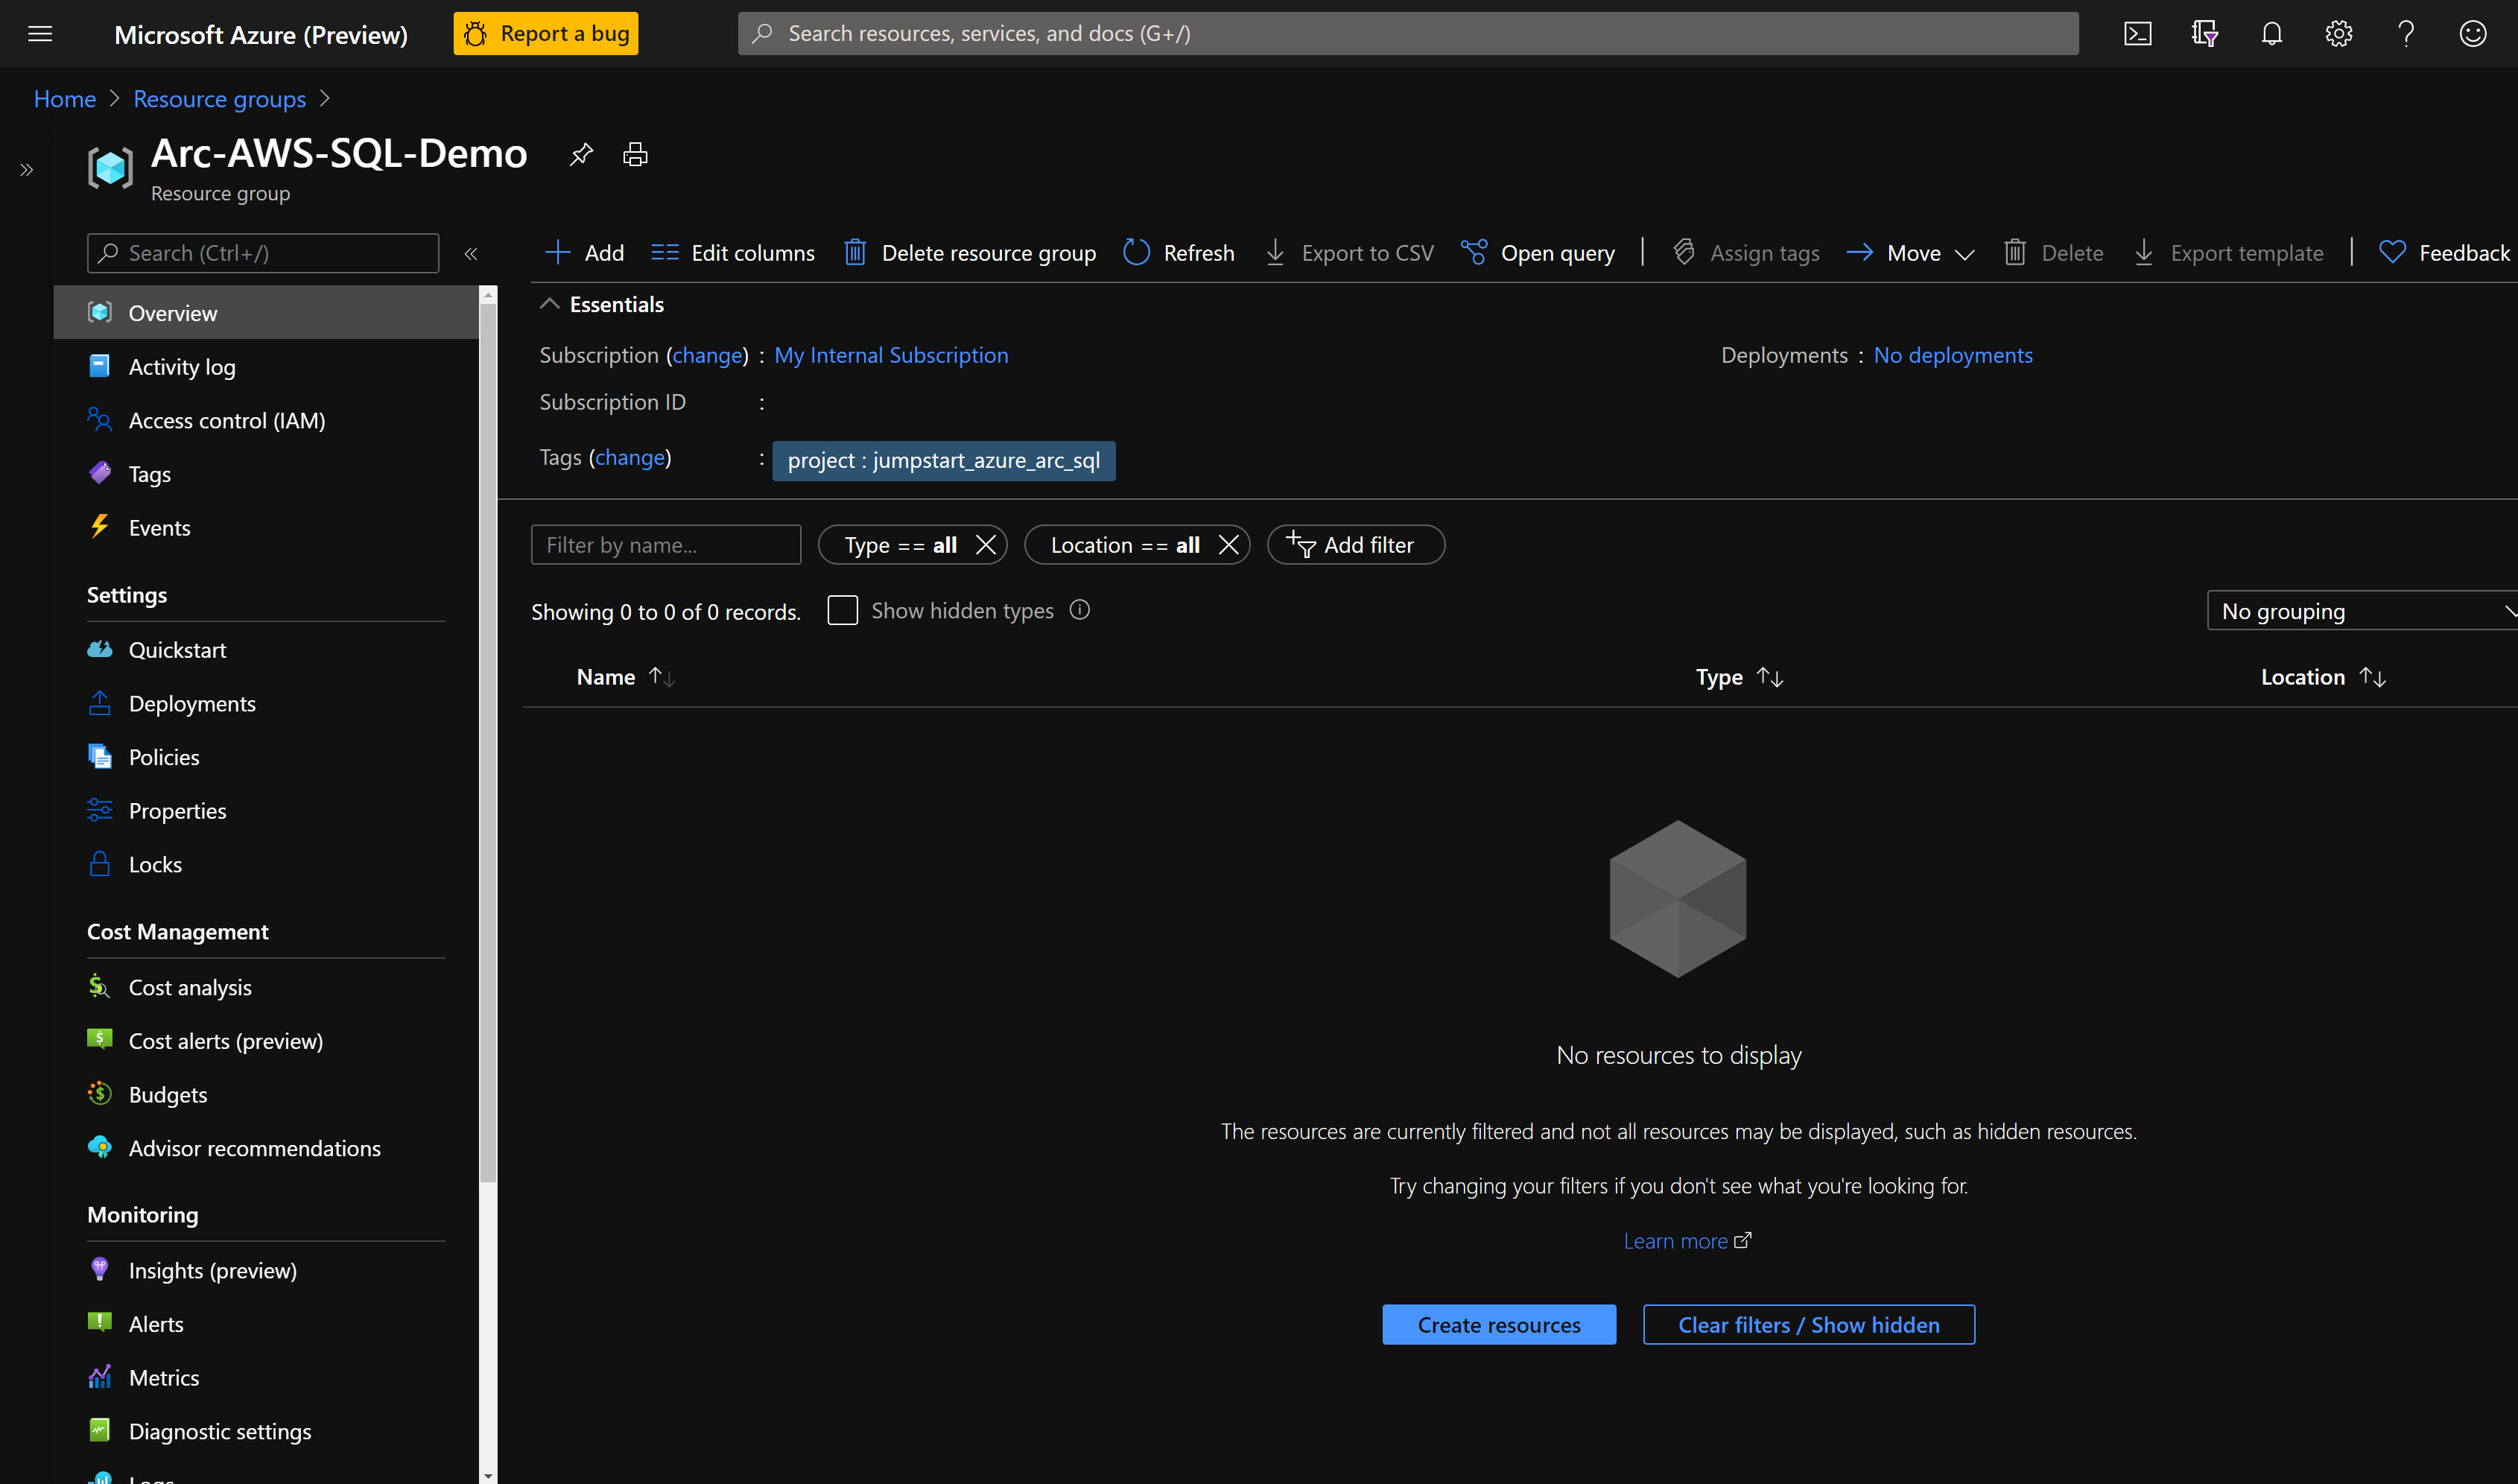 Microsoft Azure (Preview)
Report a bug
Search resources, services, and docs (G+/)
Home > Resource groups >
Arc-AWS-SQL-Demo
Resource group
Search (Ctrl+/)
Add
Edit columns
Delete resource group
Refresh
Export to CSV
Open query
Assign tags
Move
Delete
Export template
Feedback
Overview
Activity log
Access control (IAM)
Tags
Events
Settings
Quickstart
Deployments
Policies
Properties
Locks
Cost Management
Cost analysis
Cost alerts (preview)
Budgets
Advisor recommendations
Monitoring
Insights (preview)
Alerts
Metrics
Diagnostic settings
Logs
Essentials
Subscription (change) : My Internal Subscription
Deployments : No deployments
Subscription ID :
Tags (change) : project : jumpstart_azure_arc_sql
Filter by name...
Type == all
Location == all
Add filter
Showing 0 to 0 of 0 records.
Show hidden types
No grouping
Name
Type
Location
No resources to display
The resources are currently filtered and not all resources may be displayed, such as hidden resources.
Try changing your filters if you don't see what you're looking for.
Learn more
Create resources
Clear filters / Show hidden